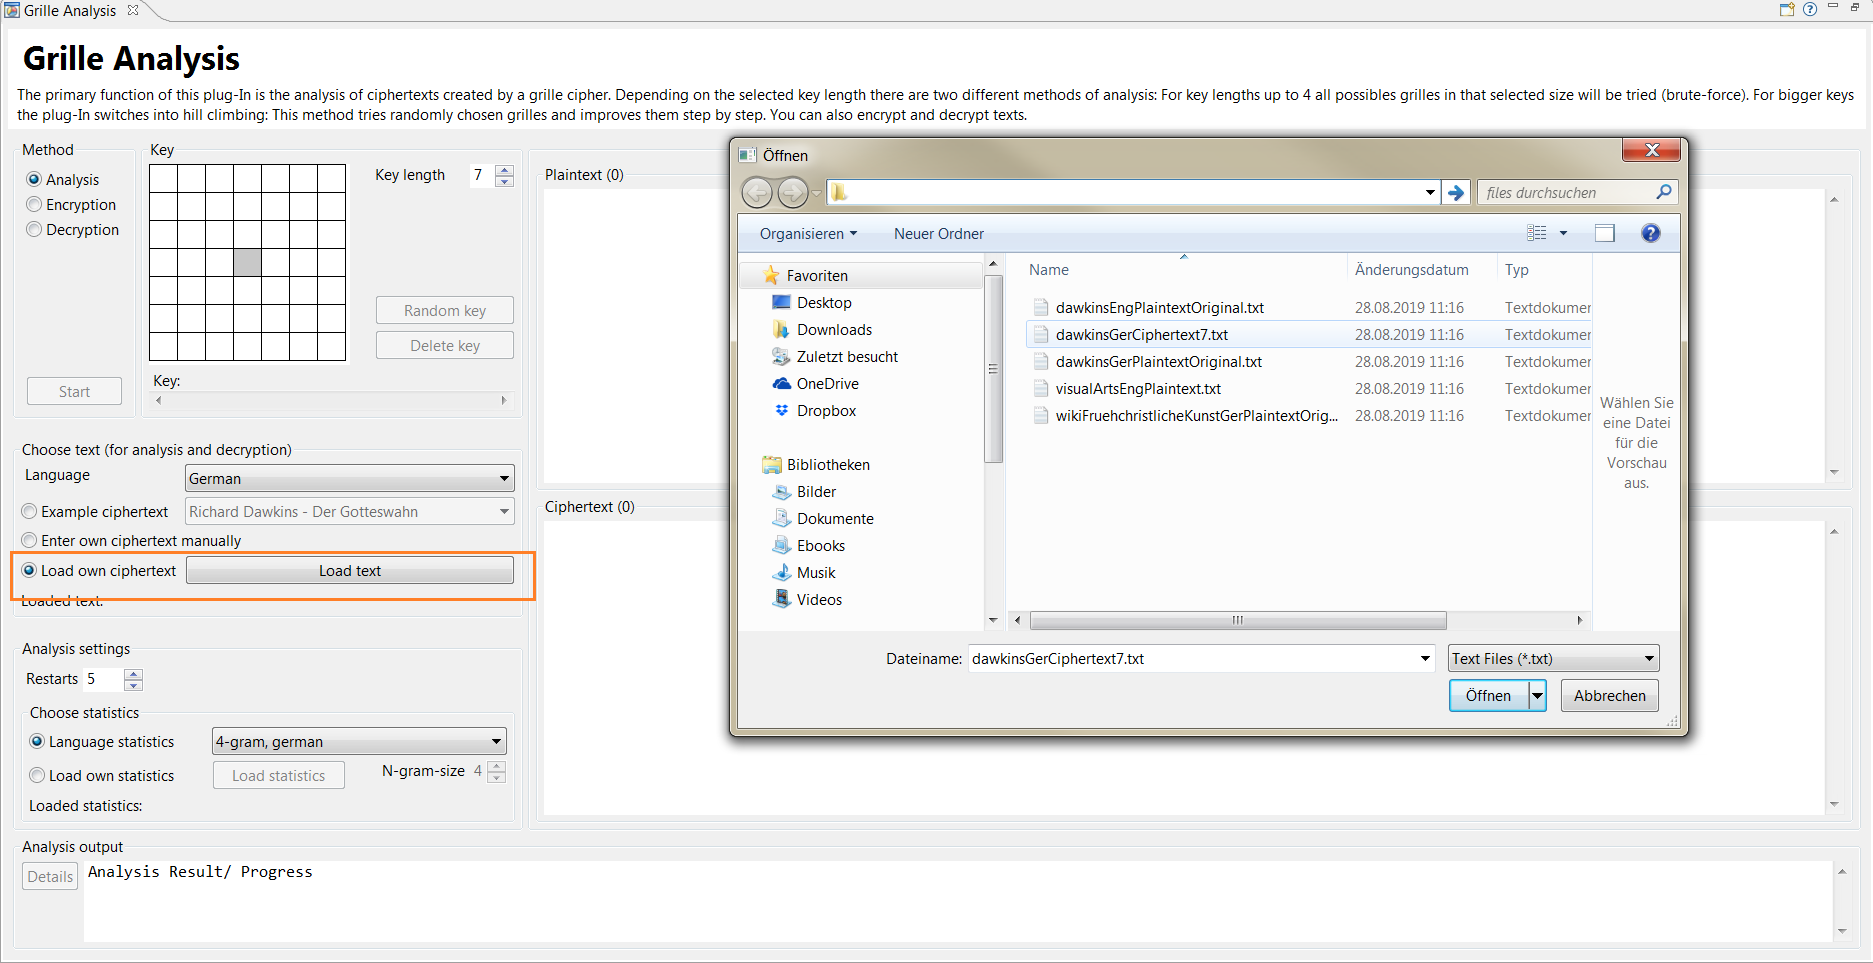 Grille Analysis
Grille Analysis
The primary function of this plug-In is the analysis of ciphertexts created by a grille cipher. Depending on the selected key length there are two different methods of analysis: For key lengths up to 4 all possibles grilles in that selected size will be tried (brute-force). For bigger keys
the plug-In switches into hill climbing: This method tries randomly chosen grilles and improves them step by step. You can also encrypt and decrypt texts.
Method
Analysis
Encryption
Decryption
Start
Key
Key length 7
Random key
Delete key
Key:
Choose text (for analysis and decryption)
Language German
Example ciphertext Richard Dawkins - Der Gotteswahn
Enter own ciphertext manually
Load own ciphertext Load text
Loaded text:
Analysis settings
Restarts 5
Choose statistics
Language statistics 4-gram, german
Load own statistics Load statistics N-gram-size 4
Loaded statistics:
Plaintext (0)
Ciphertext (0)
Öffnen
files durchsuchen
Organisieren Neuer Ordner
Favoriten
Desktop
Downloads
Zuletzt besucht
OneDrive
Dropbox
Bibliotheken
Bilder
Dokumente
Ebooks
Musik
Videos
Name Änderungsdatum Typ
dawkinsEngPlaintextOriginal.txt 28.08.2019 11:16 Textdokumer
dawkinsGerCiphertext7.txt 28.08.2019 11:16 Textdokumer
dawkinsGerPlaintextOriginal.txt 28.08.2019 11:16 Textdokumer
visualArtsEngPlaintext.txt 28.08.2019 11:16 Textdokumer
wikiFruehchristlicheKunstGerPlaintextOrig... 28.08.2019 11:16 Textdokumer
Wählen Sie
eine Datei
für die
Vorschau
aus.
Dateiname: dawkinsGerCiphertext7.txt Text Files (*.txt)
Öffnen Abbrechen
Analysis output
Details
Analysis Result/ Progress